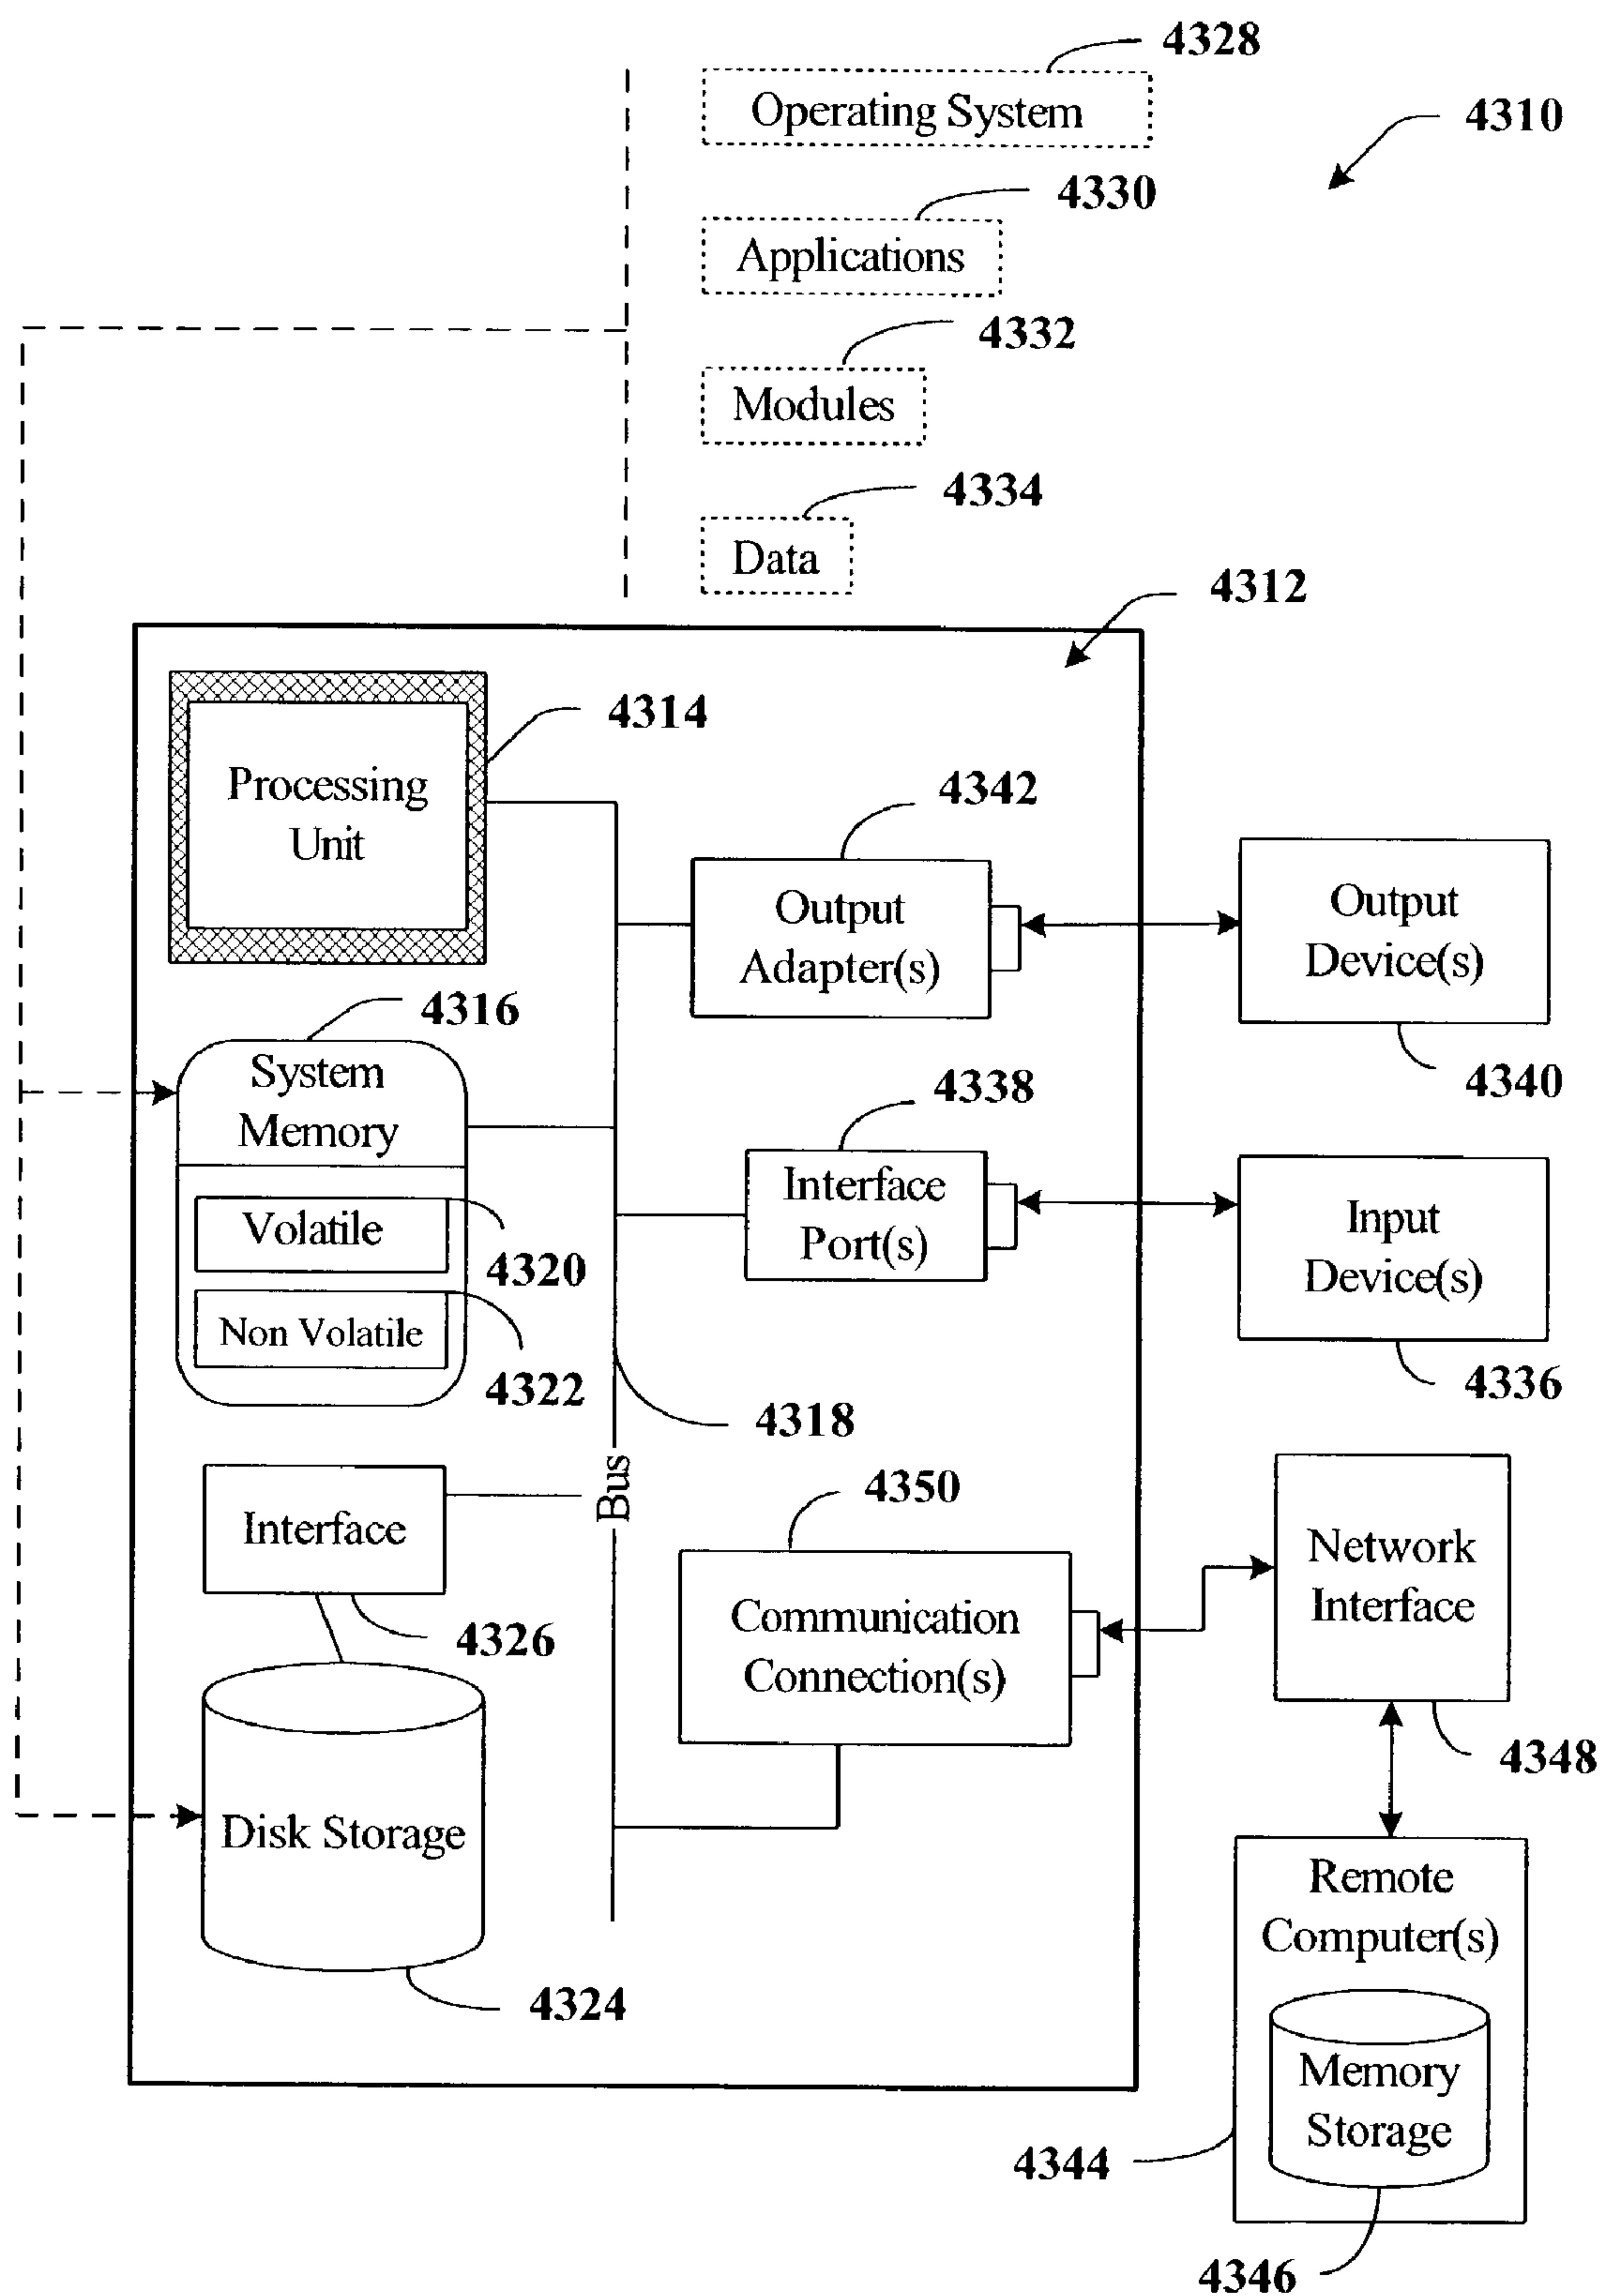 4328
Operating System
4310
4330
Applications
4332
Modules
4334
Data
4312
4314
Processing
Unit
4342
Output
Adapter(s)
Output
Device(s)
4316
System
Memory
4340
4338
Interface
Port(s)
Volatile
4320
Input
Device(s)
Non Volatile
4322
4336
4318
Bus
4350
Interface
Network
Interface
4326
Communication
Connection(s)
4348
Disk Storage
Remote
Computer(s)
4324
Memory
Storage
4344
4346